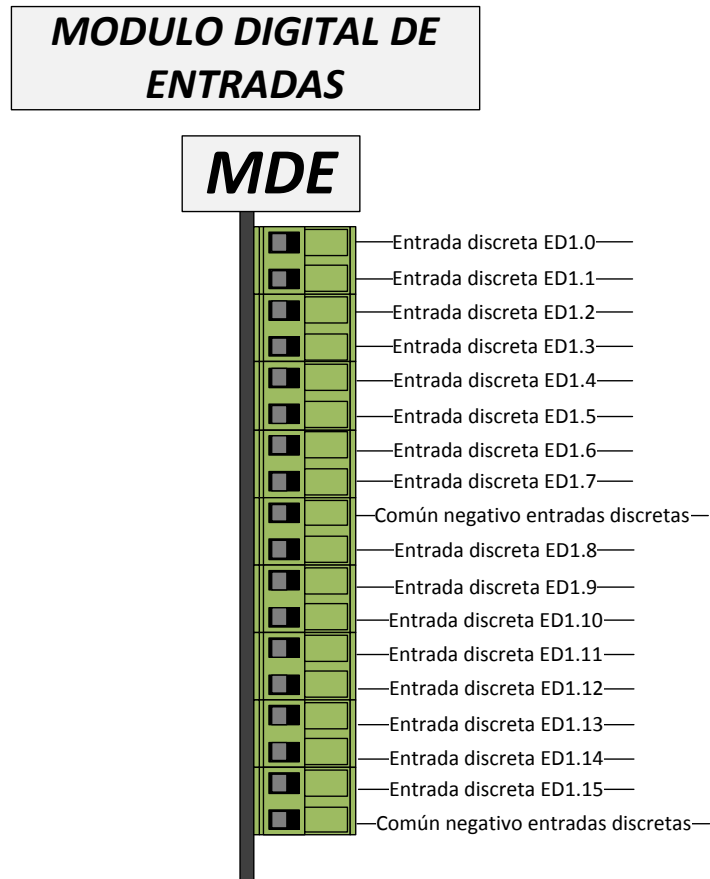 MODULO DIGITAL DE
ENTRADAS
MDE
Entrada discreta ED1.0
Entrada discreta ED1.1
Entrada discreta ED1.2
Entrada discreta ED1.3
Entrada discreta ED1.4
Entrada discreta ED1.5
Entrada discreta ED1.6
Entrada discreta ED1.7
Común negativo entradas discretas
Entrada discreta ED1.8
Entrada discreta ED1.9
Entrada discreta ED1.10
Entrada discreta ED1.11
Entrada discreta ED1.12
Entrada discreta ED1.13
Entrada discreta ED1.14
Entrada discreta ED1.15
Común negativo entradas discretas